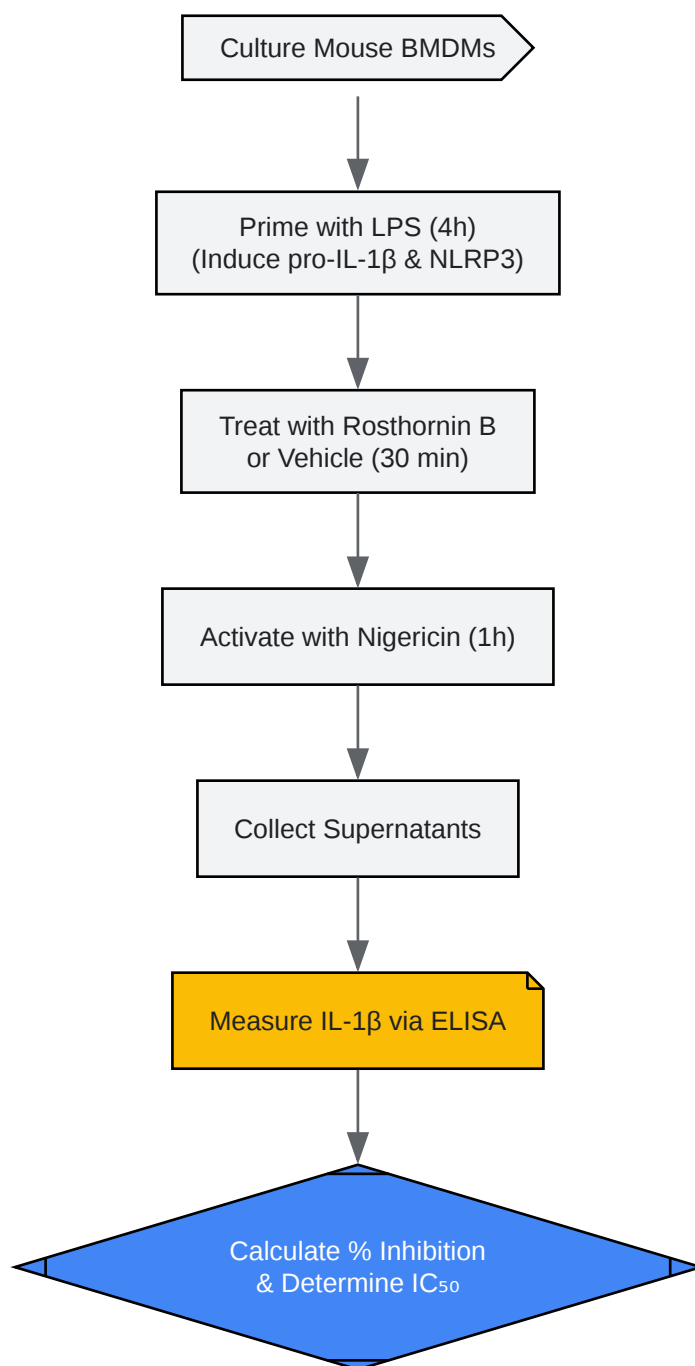 Culture Mouse BMDMs
Prime with LPS (4h)
(Induce pro-IL-1β & NLRP3)
Treat with Rosthornin B
or Vehicle (30 min)
Activate with Nigericin (1h)
Collect Supernatants
Measure IL-1β via ELISA
Calculate % Inhibition
& Determine IC₅₀